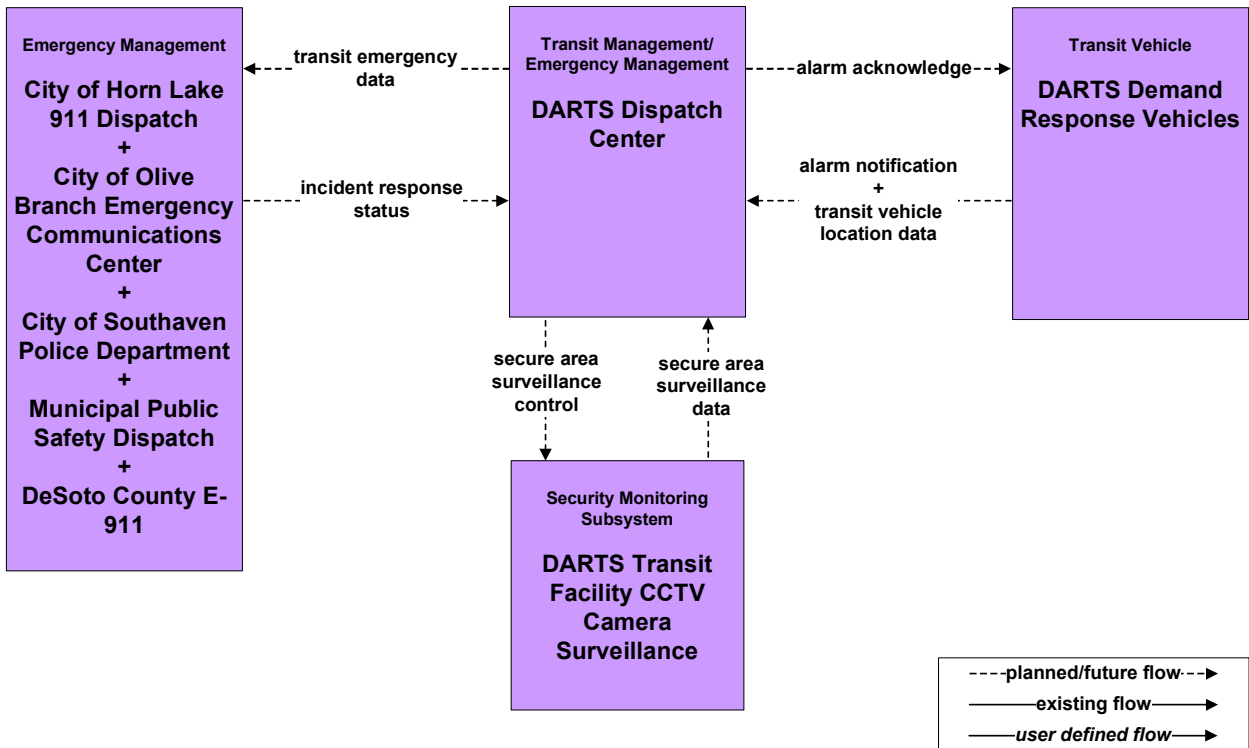 Emergency Management
City of Horn Lake
911 Dispatch
+
City of Olive
Branch Emergency
Communications
Center
+
City of Southaven
Police Department
+
Municipal Public
Safety Dispatch
+
DeSoto County E-
911
transit emergency
data
incident response
status
Transit Management/
Emergency Management
DARTS Dispatch
Center
alarm acknowledge
alarm notification
+
transit vehicle
location data
Transit Vehicle
DARTS Demand
Response Vehicles
secure area
surveillance
control
secure area
surveillance
data
Security Monitoring
Subsystem
DARTS Transit
Facility CCTV
Camera
Surveillance
planned/future flow
existing flow
user defined flow